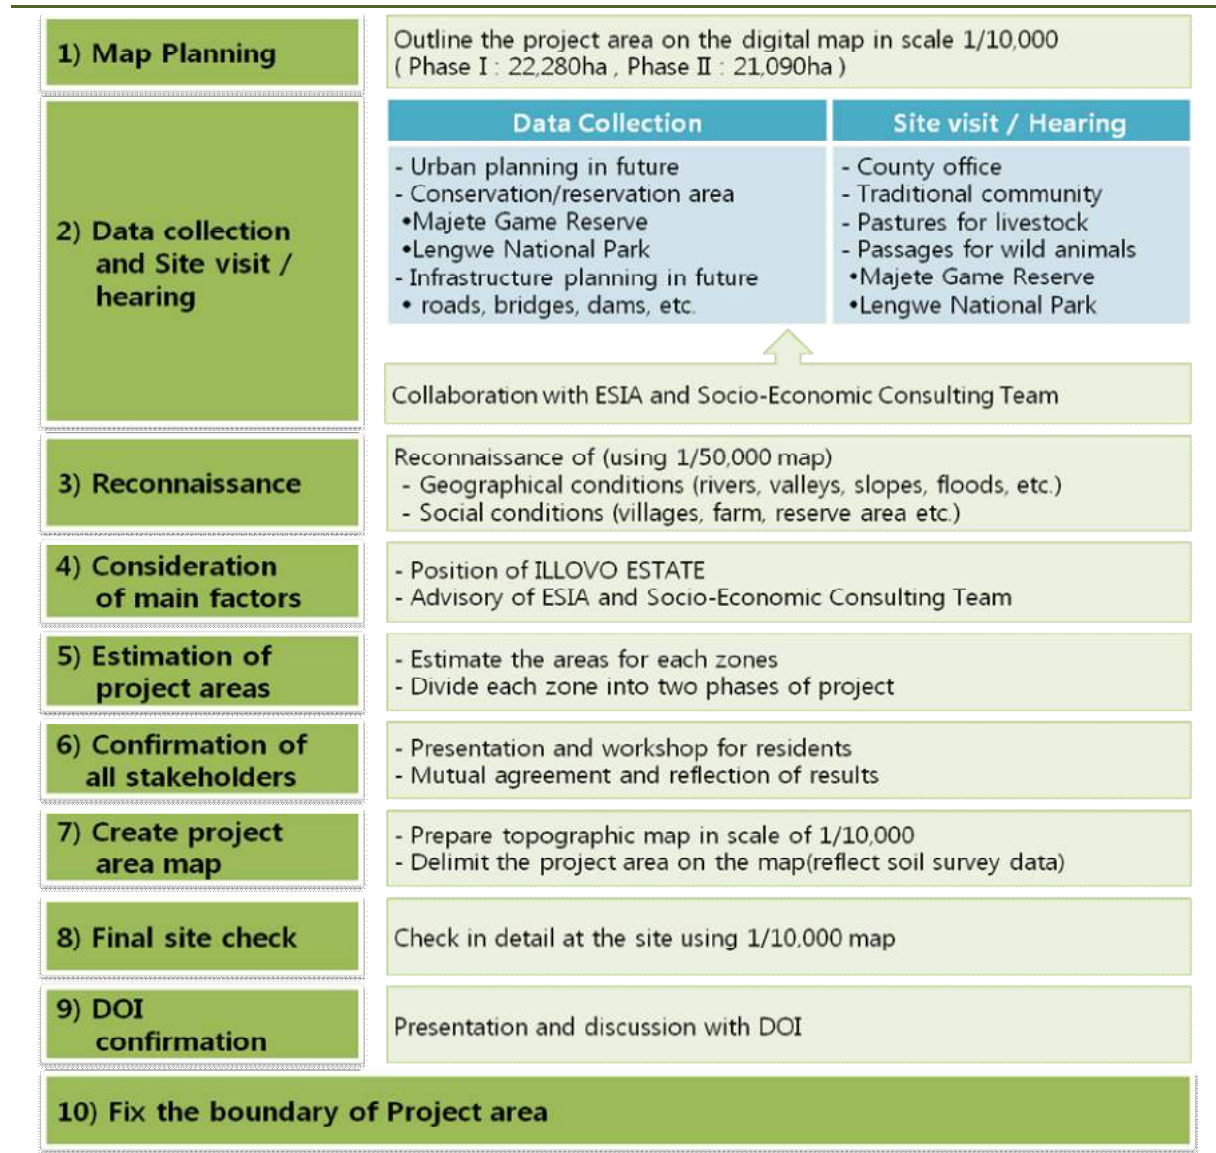 1) Map Planning
Outline the project area on the digital map in scale 1/10,000
( Phase I : 22,280ha , Phase II : 21,090ha )
2) Data collection
and Site visit /
hearing
Data Collection
- Urban planning in future
- Conservation/reservation area
•Majete Game Reserve
•Lengwe National Park
- Infrastructure planning in future
• roads, bridges, dams, etc.
Site visit / Hearing
- County office
- Traditional community
- Pastures for livestock
- Passages for wild animals
•Majete Game Reserve
•Lengwe National Park
Collaboration with ESIA and Socio-Economic Consulting Team
3) Reconnaissance
Reconnaissance of (using 1/50,000 map)
- Geographical conditions (rivers, valleys, slopes, floods, etc.)
- Social conditions (villages, farm, reserve area etc.)
4) Consideration
of main factors
- Position of ILLOVO ESTATE
- Advisory of ESIA and Socio-Economic Consulting Team
5) Estimation of
project areas
- Estimate the areas for each zones
- Divide each zone into two phases of project
6) Confirmation of
all stakeholders
- Presentation and workshop for residents
- Mutual agreement and reflection of results
7) Create project
area map
- Prepare topographic map in scale of 1/10,000
- Delimit the project area on the map(reflect soil survey data)
8) Final site check
Check in detail at the site using 1/10,000 map
9) DOI
confirmation
Presentation and discussion with DOI
10) Fix the boundary of Project area